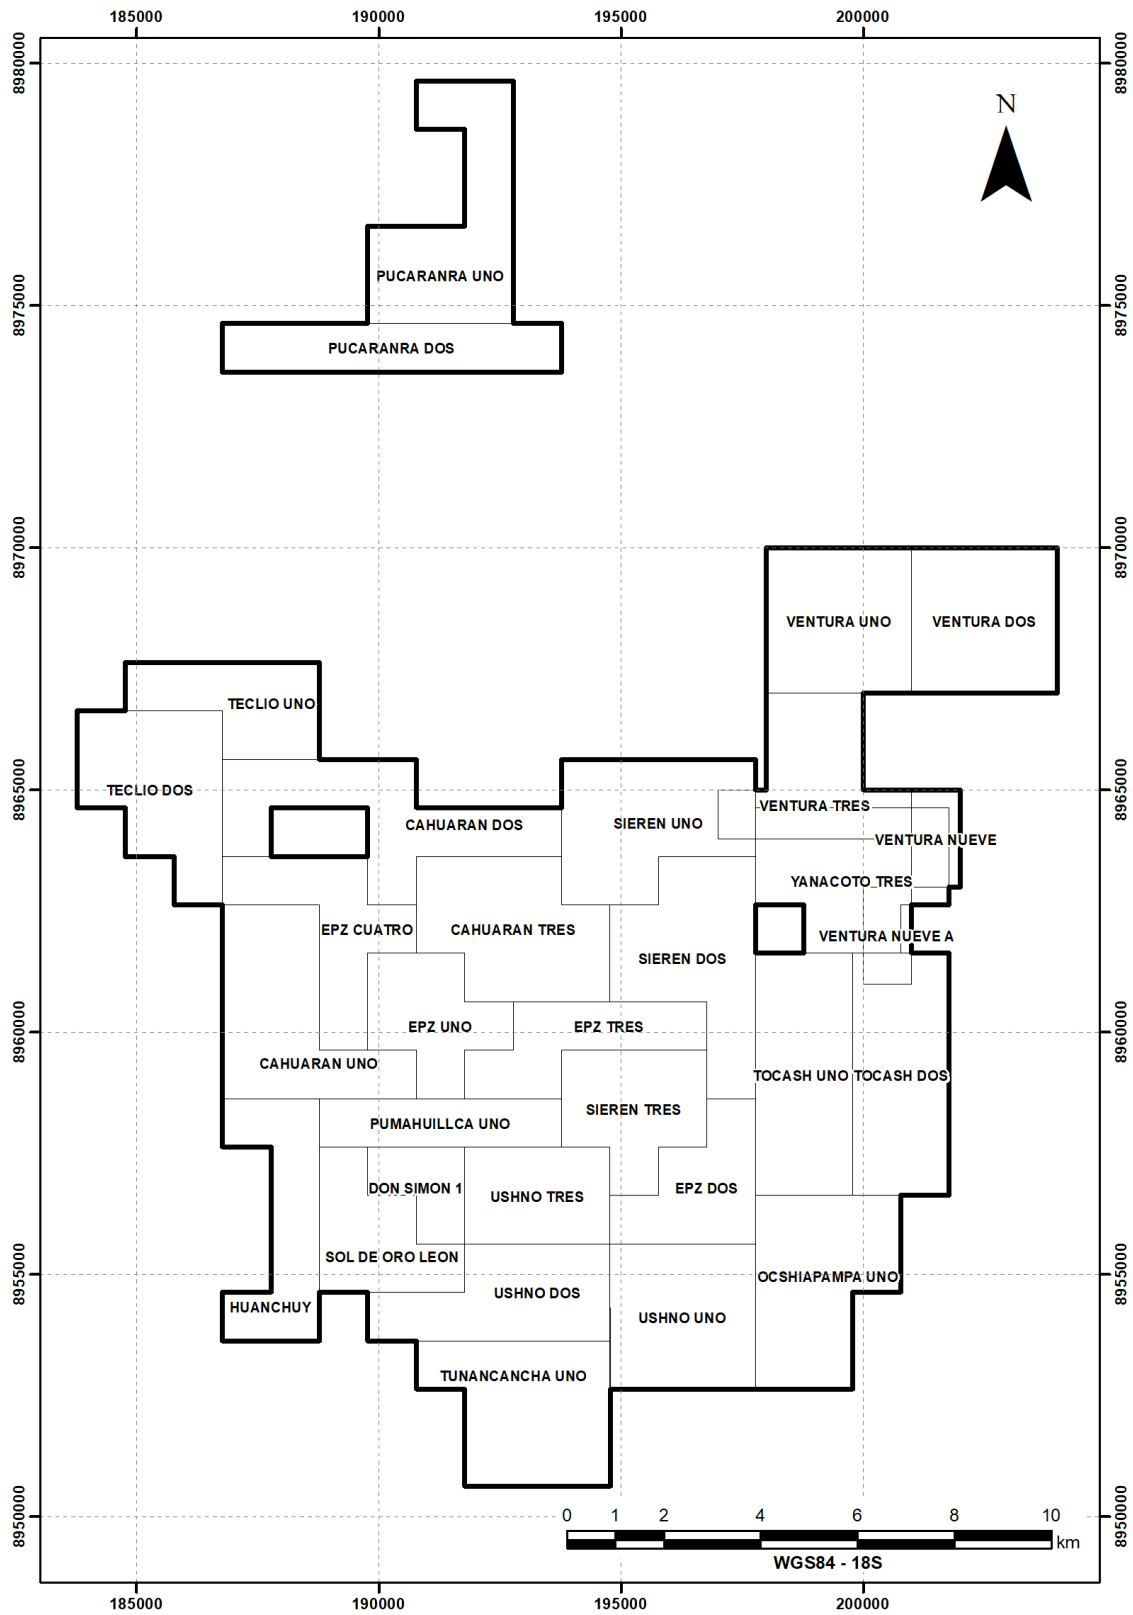 185000 190000 195000 200000
8980000 8980000
N
PUCARANRA UNO
8975000 8975000
PUCARANRA DOS
8970000 8970000
VENTURA UNO VENTURA DOS
TECLIO UNO
TECLIO DOS
8965000 8965000
VENTURA TRES
CAHUARAN DOS SIEREN UNO
VENTURA NUEVE
YANACOTO TRES
EPZ CUATRO CAHUARAN TRES
VENTURA NUEVE A
SIEREN DOS
8960000 8960000
EPZ UNO EPZ TRES
CAHUARAN UNO
TOCASH UNO TOCASH DOS
SIEREN TRES
PUMAHUILLCA UNO
DON SIMON 1 USHNO TRES EPZ DOS
SOL DE ORO LEON
8955000 8955000
OCSHIAPAMPA UNO
USHNO DOS
HUANCHUY
USHNO UNO
TUNANCANCHA UNO
8950000 8950000
0 1 2 4 6 8 10
km
WGS84 - 18S
185000 190000 195000 200000